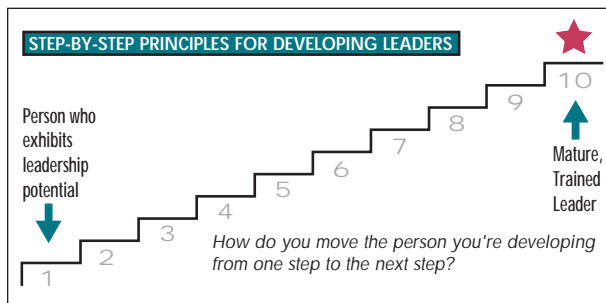 STEP-BY-STEP PRINCIPLES FOR DEVELOPING LEADERS
Person who
exhibits
leadership
potential
1
2
3
4
5
6
7
8
9
10
Mature,
Trained
Leader
How do you move the person you're developing
from one step to the next step?